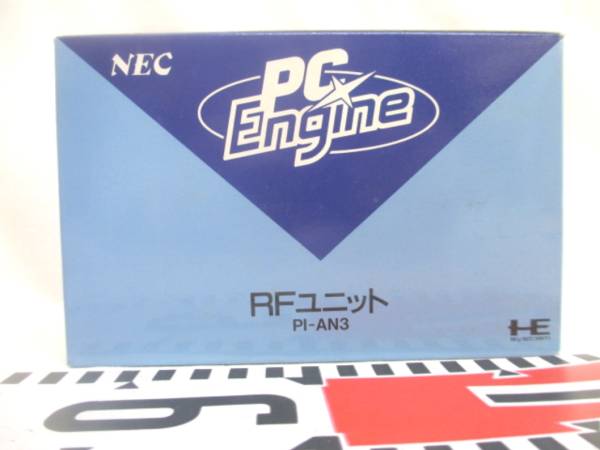 NEC
PC Engine
RFユニット
PI-AN3
HE